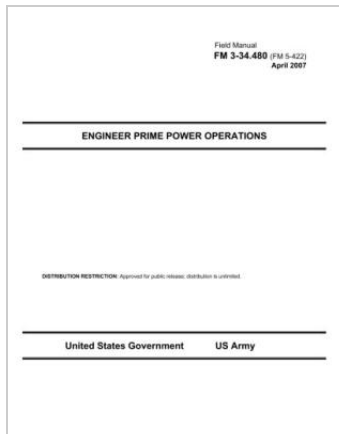 Field Manual
FM 3-34.480 (FM 5-422)
April 2007
ENGINEER PRIME POWER OPERATIONS
DISTRIBUTION RESTRICTION: Approved for public release; distribution is unlimited.
United States Government US Army